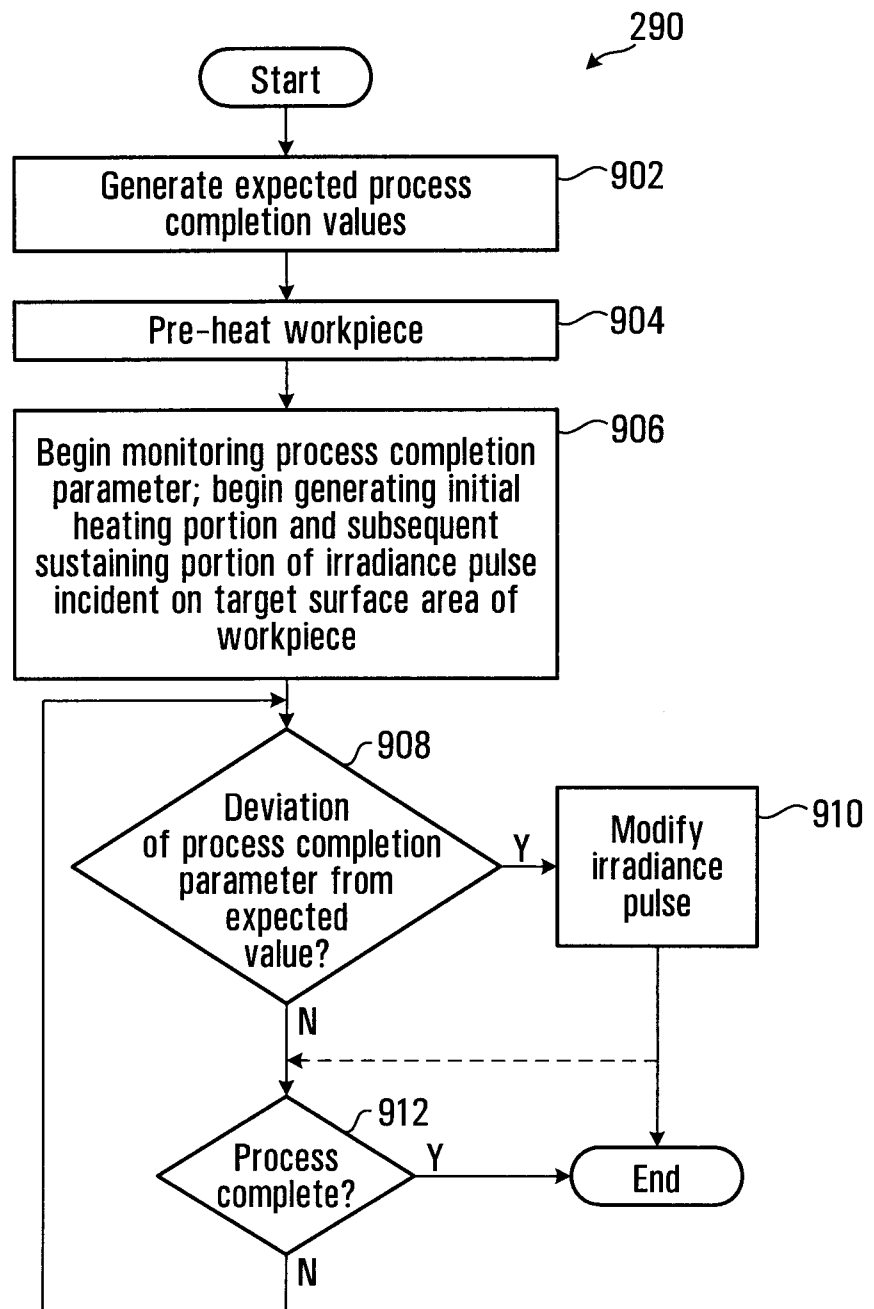 290
Start
Generate expected process
completion values
902
Pre-heat workpiece
904
Begin monitoring process completion
parameter; begin generating initial
heating portion and subsequent
sustaining portion of irradiance pulse
incident on target surface area of
workpiece
906
908
Deviation
of process completion
parameter from
expected
value?
Y
Modify
irradiance
pulse
910
N
912
Process
complete?
Y
End
N